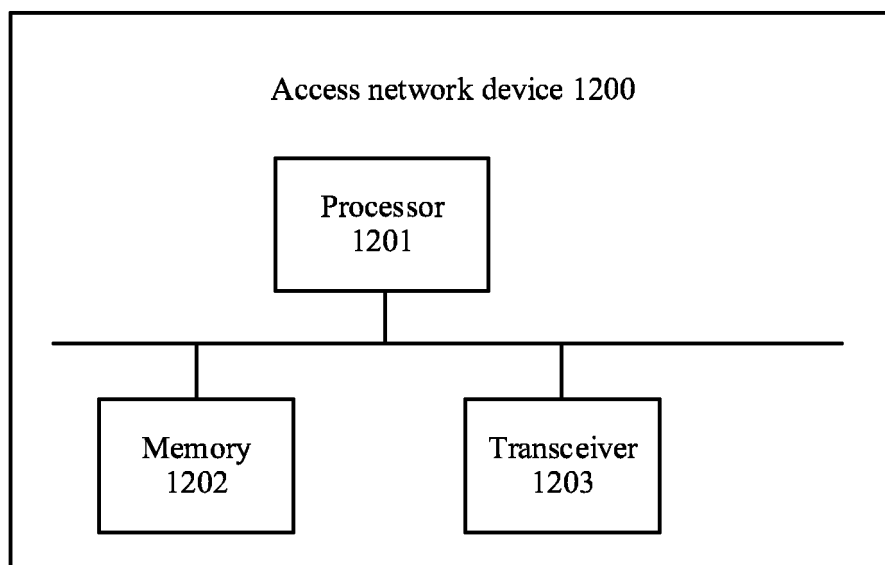 Access network device 1200
Processor
1201
Memory
1202
Transceiver
1203